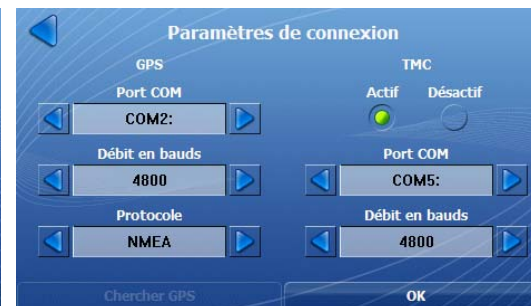 Paramètres de connexion
GPS
Port COM
COM2:
Débit en bauds
4800
Protocole
NMEA
TMC
Actif Désactif
Port COM
COM5:
Débit en bauds
4800
Chercher GPS
OK